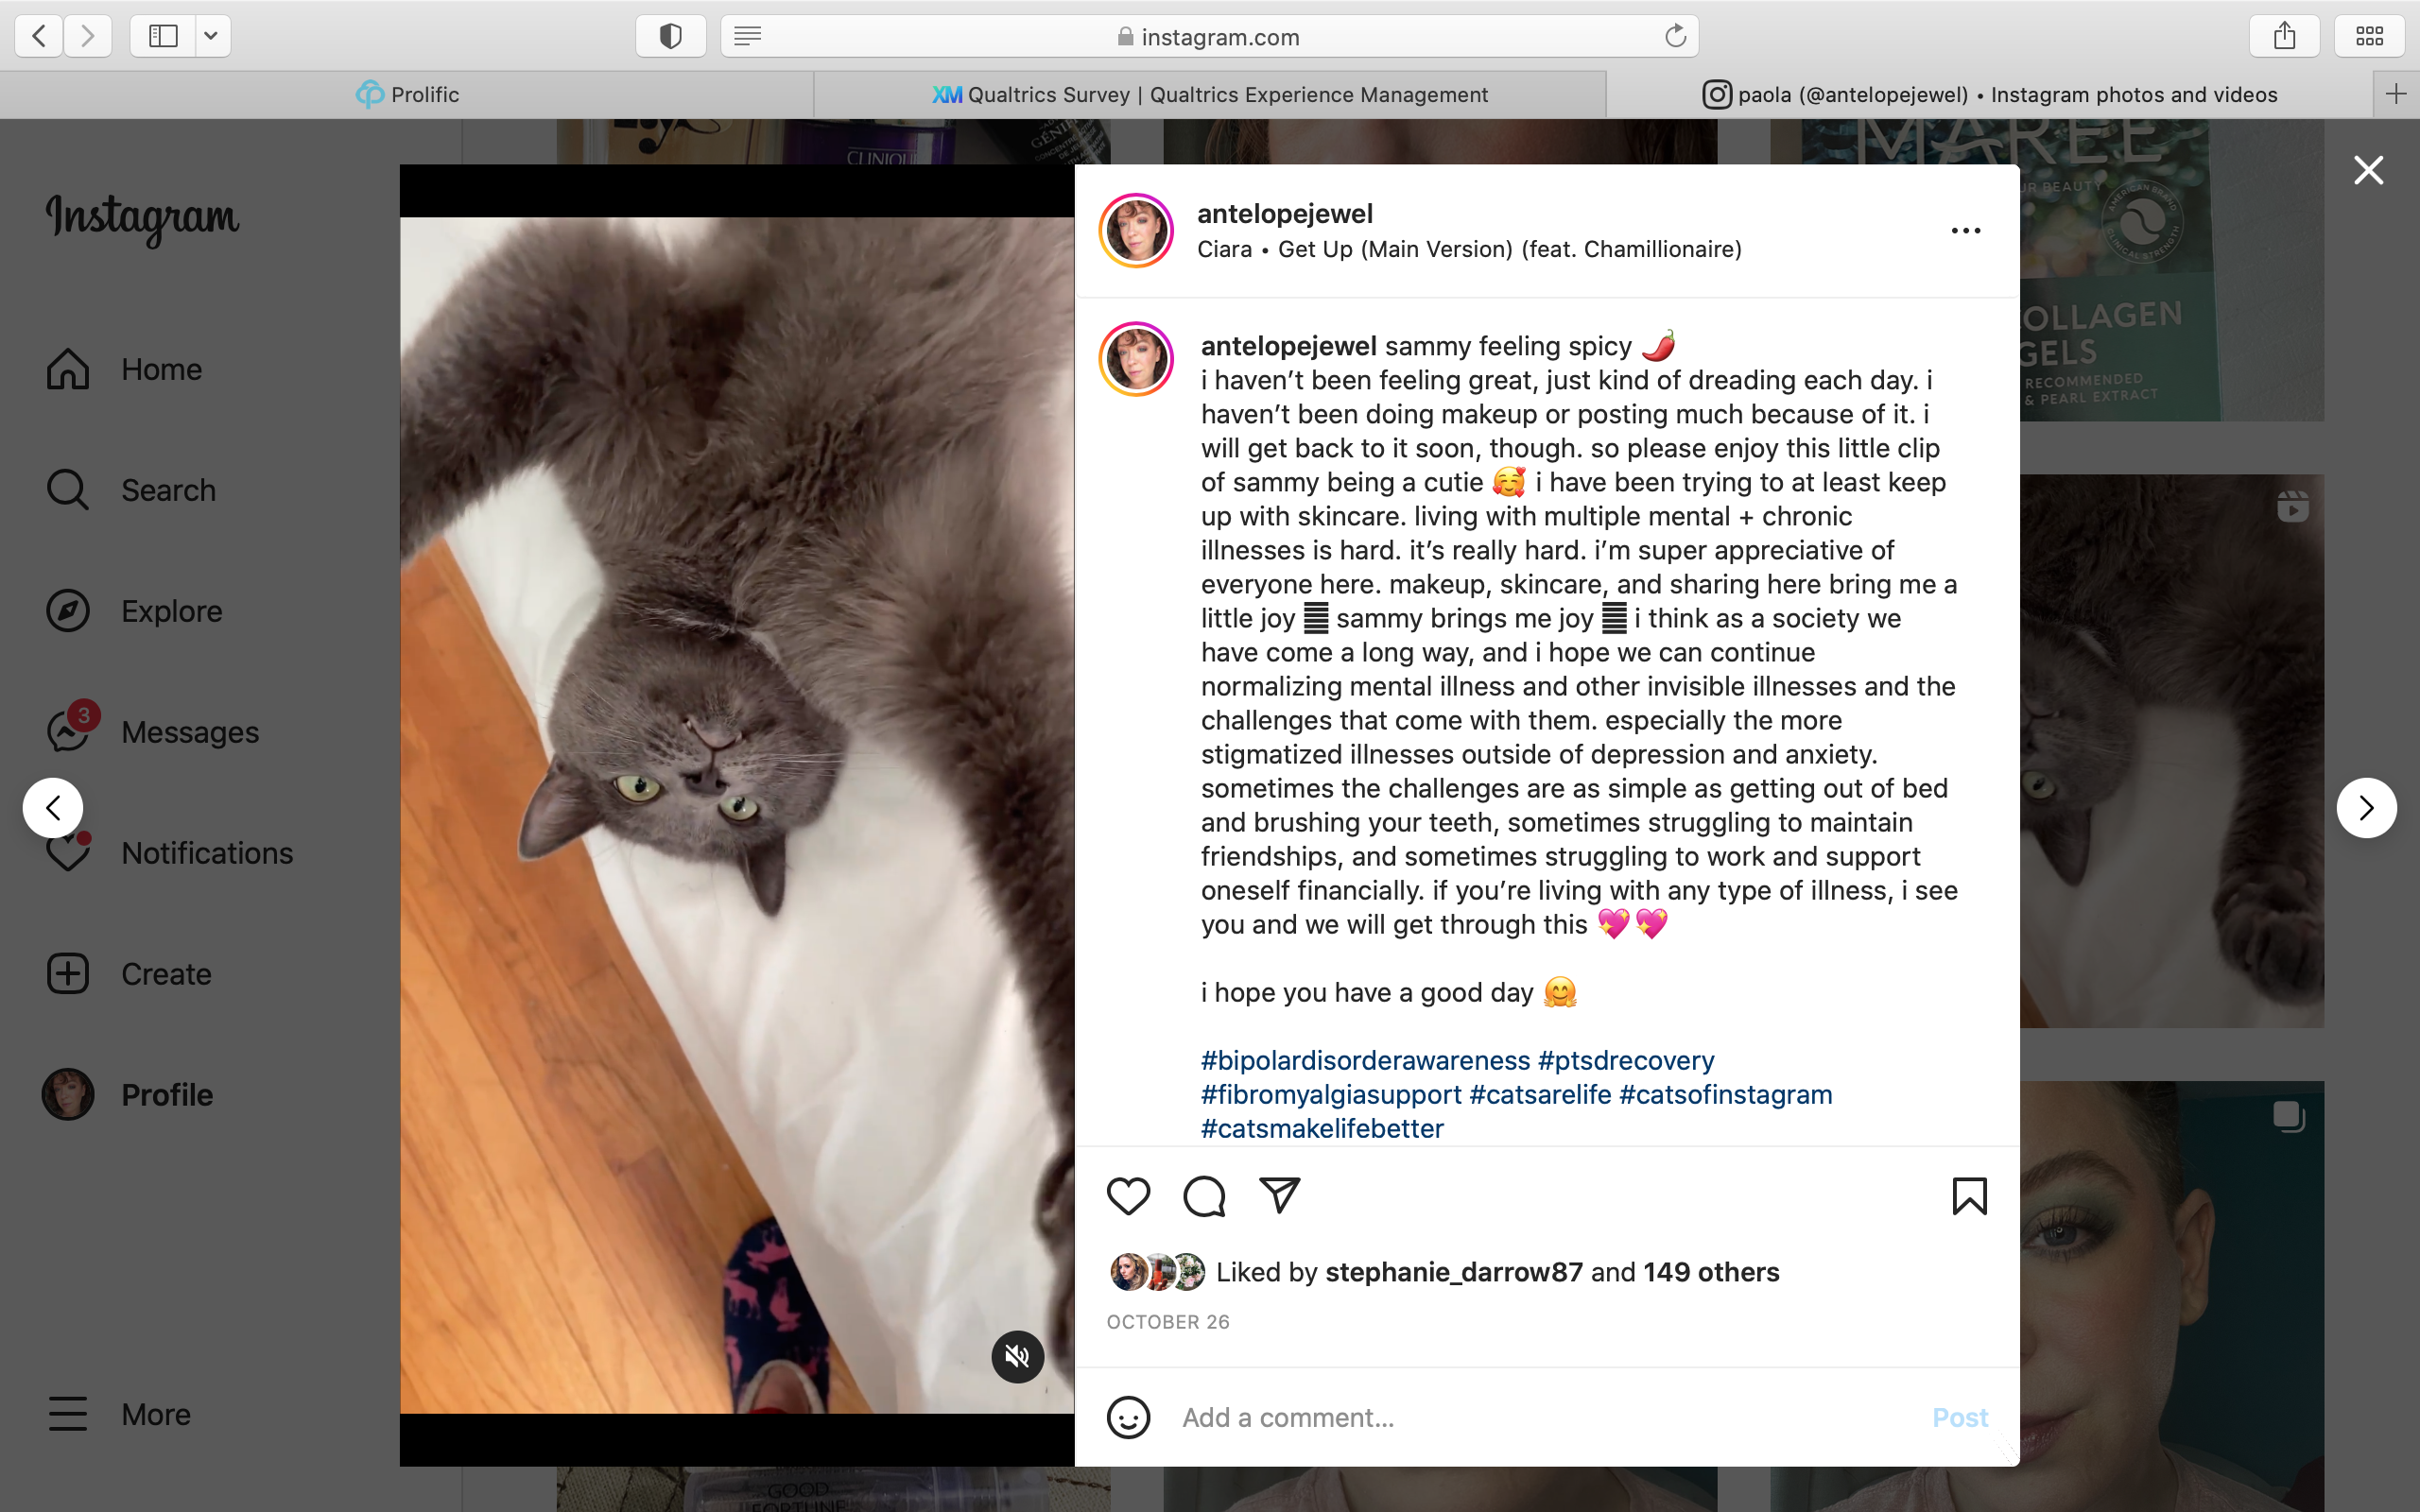 instagram.com
Prolific
XM Qualtrics Survey | Qualtrics Experience Management
paola (@antelopejewel) • Instagram photos and videos
CLINIQUE
GÉNIFIQUE
MAREE
UR BEAUTY
AMERICAN BRAND
CLINICAL STRENGTH
COLLAGEN
GELS
RECOMMENDED
& PEARL EXTRACT
Instagram
Home
Search
Explore
3
Messages
Notifications
Create
Profile
More
antelopejewel
Ciara • Get Up (Main Version) (feat. Chamillionaire)
antelopejewel sammy feeling spicy 🌶️
i haven’t been feeling great, just kind of dreading each day. i
haven’t been doing makeup or posting much because of it. i
will get back to it soon, though. so please enjoy this little clip
of sammy being a cutie 🥰 i have been trying to at least keep
up with skincare. living with multiple mental + chronic
illnesses is hard. it’s really hard. i’m super appreciative of
everyone here. makeup, skincare, and sharing here bring me a
little joy 𝄛 sammy brings me joy 𝄛 i think as a society we
have come a long way, and i hope we can continue
normalizing mental illness and other invisible illnesses and the
challenges that come with them. especially the more
stigmatized illnesses outside of depression and anxiety.
sometimes the challenges are as simple as getting out of bed
and brushing your teeth, sometimes struggling to maintain
friendships, and sometimes struggling to work and support
oneself financially. if you’re living with any type of illness, i see
you and we will get through this 💖💖
i hope you have a good day 🤗
#bipolardisorderawareness #ptsdrecovery
#fibromyalgiasupport #catsarelife #catsofinstagram
#catsmakelifebetter
Liked by stephanie_darrow87 and 149 others
OCTOBER 26
Add a comment...
Post
GOOD
FORTUNE